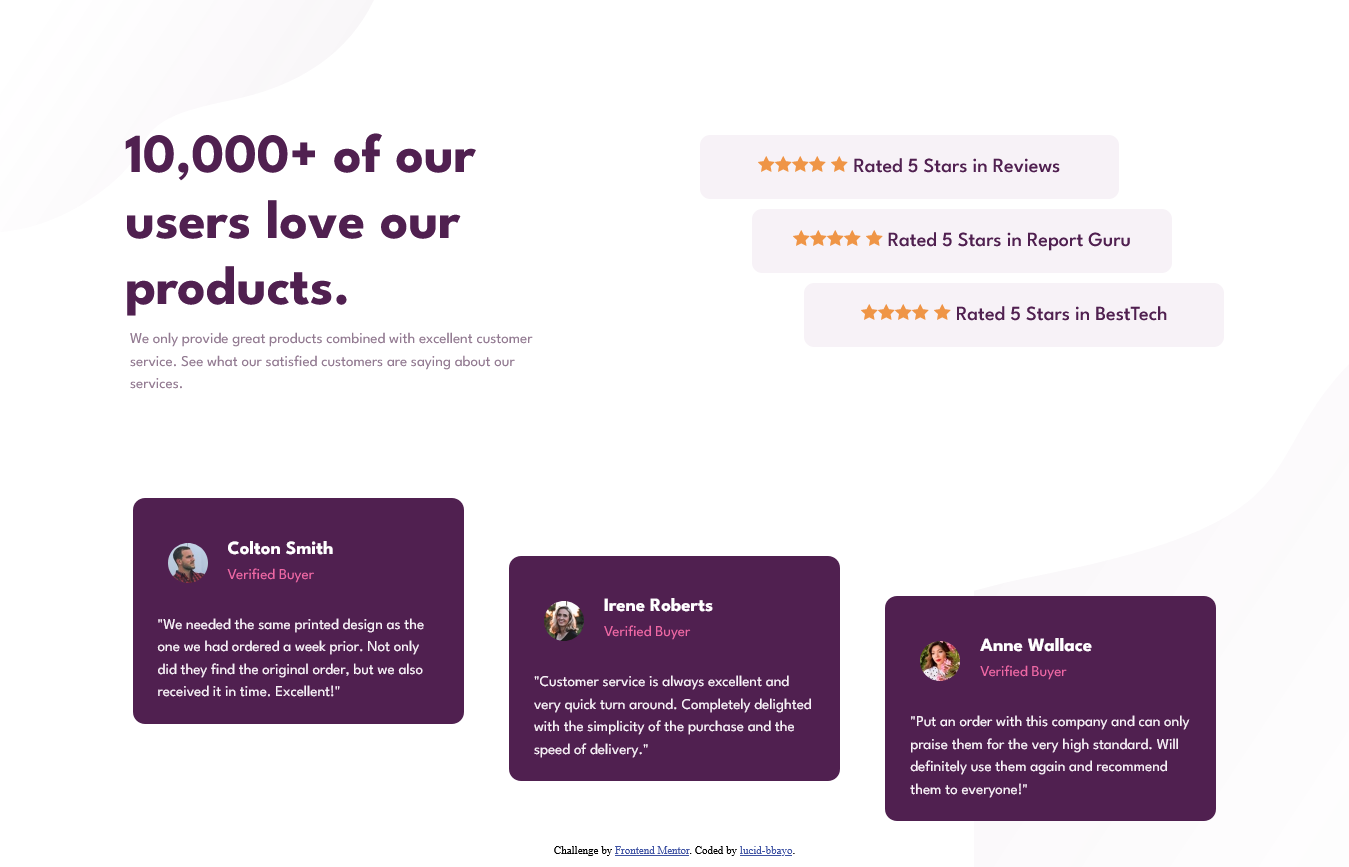 10,000+ of our
users love our
products.
We only provide great products combined with excellent customer
service. See what our satisfied customers are saying about our
services.
Rated 5 Stars in Reviews
Rated 5 Stars in Report Guru
Rated 5 Stars in BestTech
Colton Smith
Verified Buyer
"We needed the same printed design as the
one we had ordered a week prior. Not only
did they find the original order, but we also
received it in time. Excellent!"
Irene Roberts
Verified Buyer
"Customer service is always excellent and
very quick turn around. Completely delighted
with the simplicity of the purchase and the
speed of delivery."
Anne Wallace
Verified Buyer
"Put an order with this company and can only
praise them for the very high standard. Will
definitely use them again and recommend
them to everyone!"
Challenge by Frontend Mentor. Coded by lucid-bbayo.